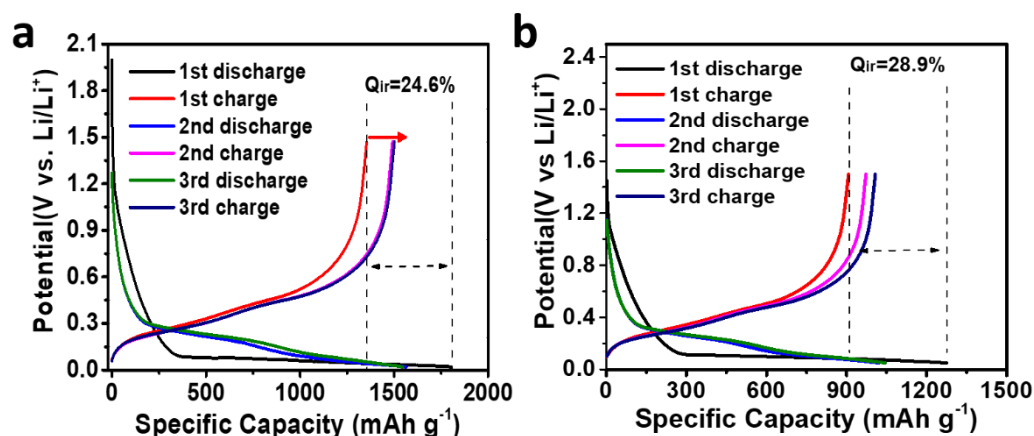 a
2.1
1.8
1.5
1.2
0.9
0.6
0.3
0.0
Potential(V vs. Li/Li⁺)
1st discharge
1st charge
2nd discharge
2nd charge
3rd discharge
3rd charge
Qir=24.6%
0
500
1000
1500
2000
Specific Capacity (mAh g⁻¹)
b
2.4
2.0
1.6
1.2
0.8
0.4
0.0
Potential(V vs Li/Li⁺)
1st discharge
1st charge
2nd discharge
2nd charge
3rd discharge
3rd charge
Qir=28.9%
0
300
600
900
1200
1500
Specific Capacity (mAh g⁻¹)